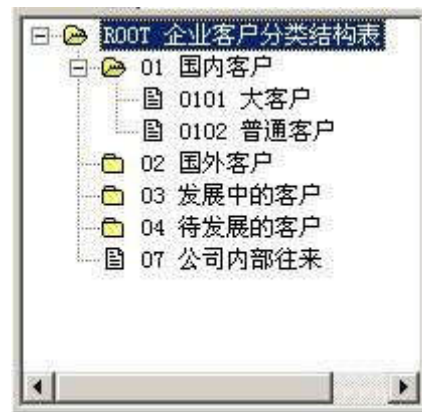 ROOT 企业客户分类结构表
01 国内客户
0101 大客户
0102 普通客户
02 国外客户
03 发展中的客户
04 待发展的客户
07 公司内部往来